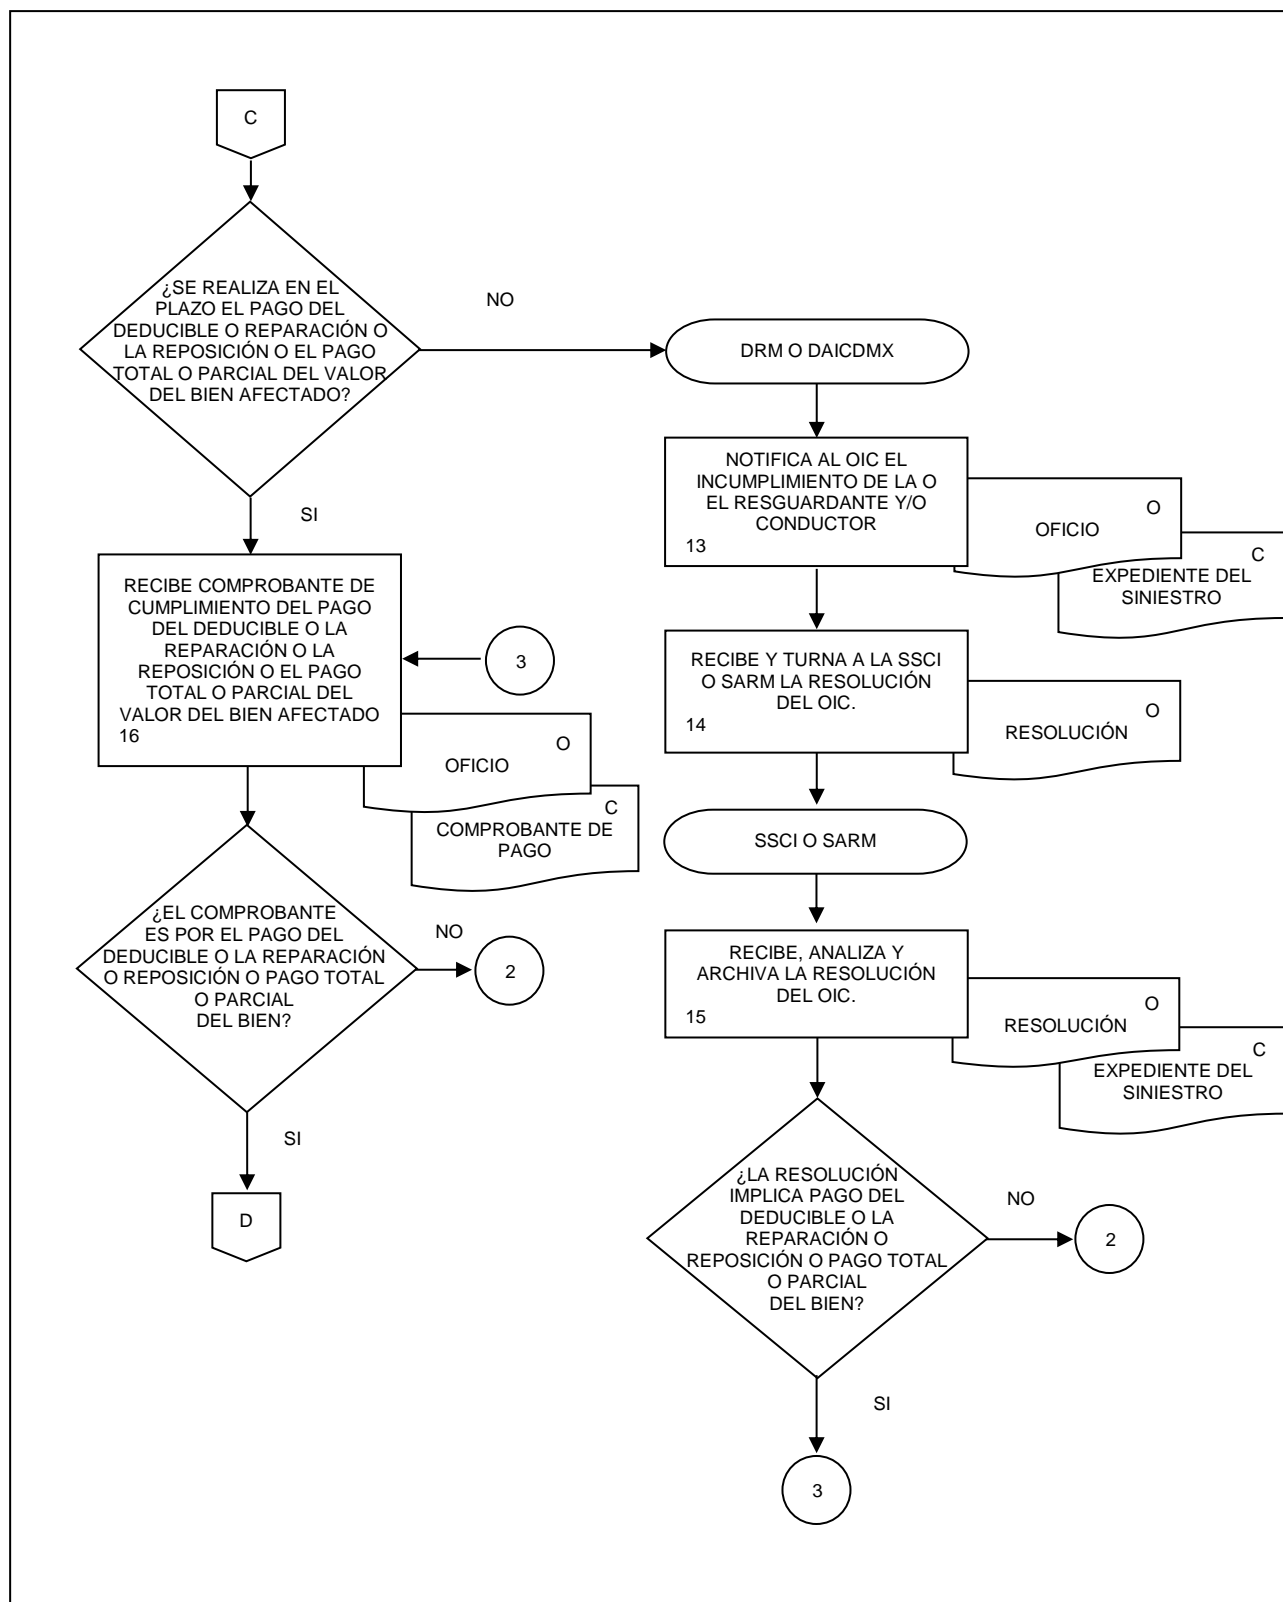 C
¿SE REALIZA EN EL
PLAZO EL PAGO DEL
DEDUCIBLE O REPARACIÓN O
LA REPOSICIÓN O EL PAGO
TOTAL O PARCIAL DEL VALOR
DEL BIEN AFECTADO?
NO
SI
RECIBE COMPROBANTE DE
CUMPLIMIENTO DEL PAGO
DEL DEDUCIBLE O LA
REPARACIÓN O LA
REPOSICIÓN O EL PAGO
TOTAL O PARCIAL DEL
VALOR DEL BIEN AFECTADO
16
3
O
OFICIO
C
COMPROBANTE DE
PAGO
¿EL COMPROBANTE
ES POR EL PAGO DEL
DEDUCIBLE O LA REPARACIÓN
O REPOSICIÓN O PAGO TOTAL
O PARCIAL
DEL BIEN?
NO
2
SI
D
DRM O DAICDMX
NOTIFICA AL OIC EL
INCUMPLIMIENTO DE LA O
EL RESGUARDANTE Y/O
CONDUCTOR
13
O
OFICIO
C
EXPEDIENTE DEL
SINIESTRO
RECIBE Y TURNA A LA SSCI
O SARM LA RESOLUCIÓN
DEL OIC.
14
O
RESOLUCIÓN
SSCI O SARM
RECIBE, ANALIZA Y
ARCHIVA LA RESOLUCIÓN
DEL OIC.
15
O
RESOLUCIÓN
C
EXPEDIENTE DEL
SINIESTRO
¿LA RESOLUCIÓN
IMPLICA PAGO DEL
DEDUCIBLE O LA
REPARACIÓN O
REPOSICIÓN O PAGO TOTAL
O PARCIAL
DEL BIEN?
NO
2
SI
3